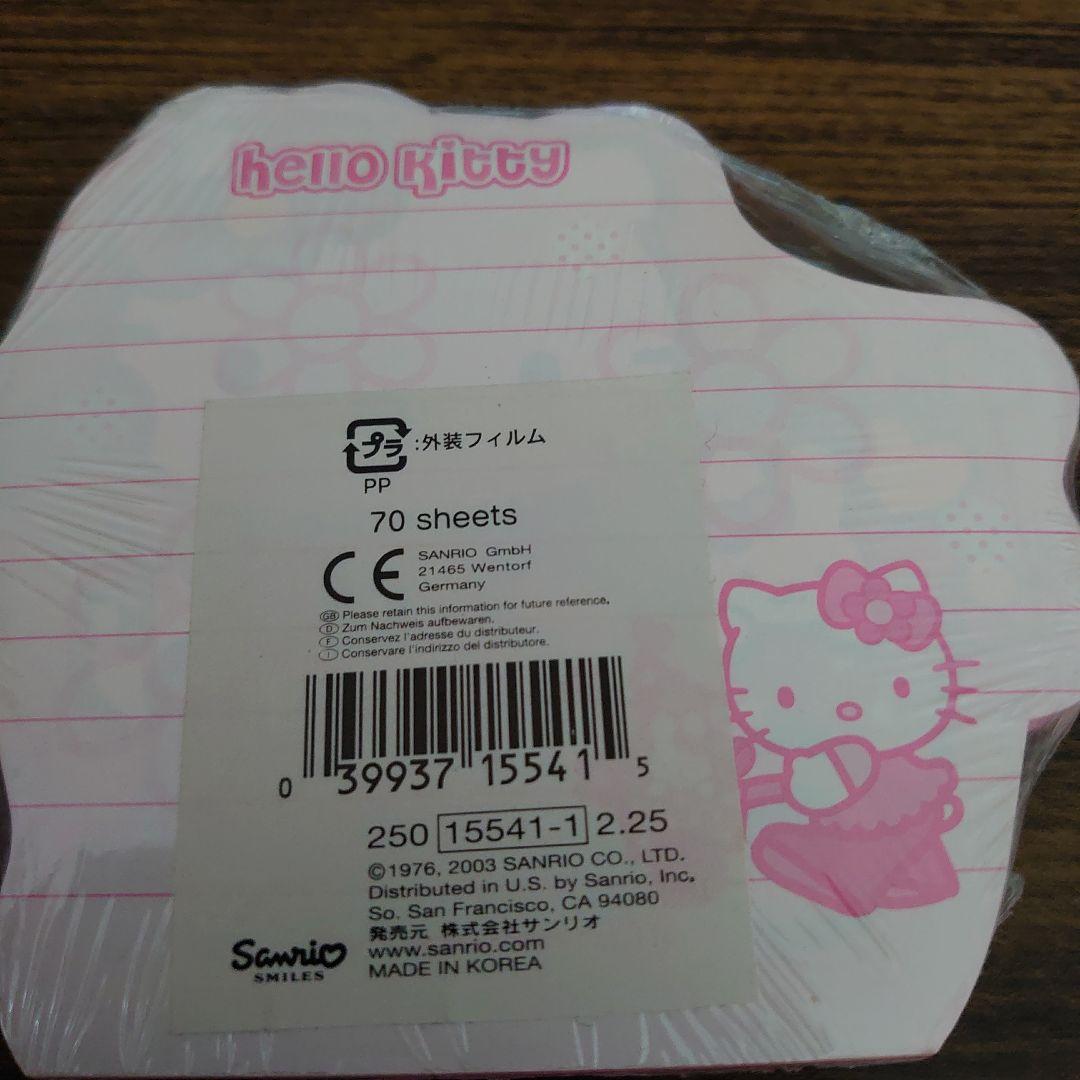 hello kitty
プラ:外装フィルム
PP
70 sheets
CE
SANRIO GmbH
21465 Wentorf
Germany
GB Please retain this information for future reference.
D Zum Nachweis aufbewaren.
F Conservez l'adresse du distributeur.
I Conservare l'indirizzo del distributore.
0 39937 15541 5
250 15541-1 2.25
©1976, 2003 SANRIO CO., LTD.
Distributed in U.S. by Sanrio, Inc.
So. San Francisco, CA 94080
発売元 株式会社サンリオ
www.sanrio.com
MADE IN KOREA
Sanrio
SMILES